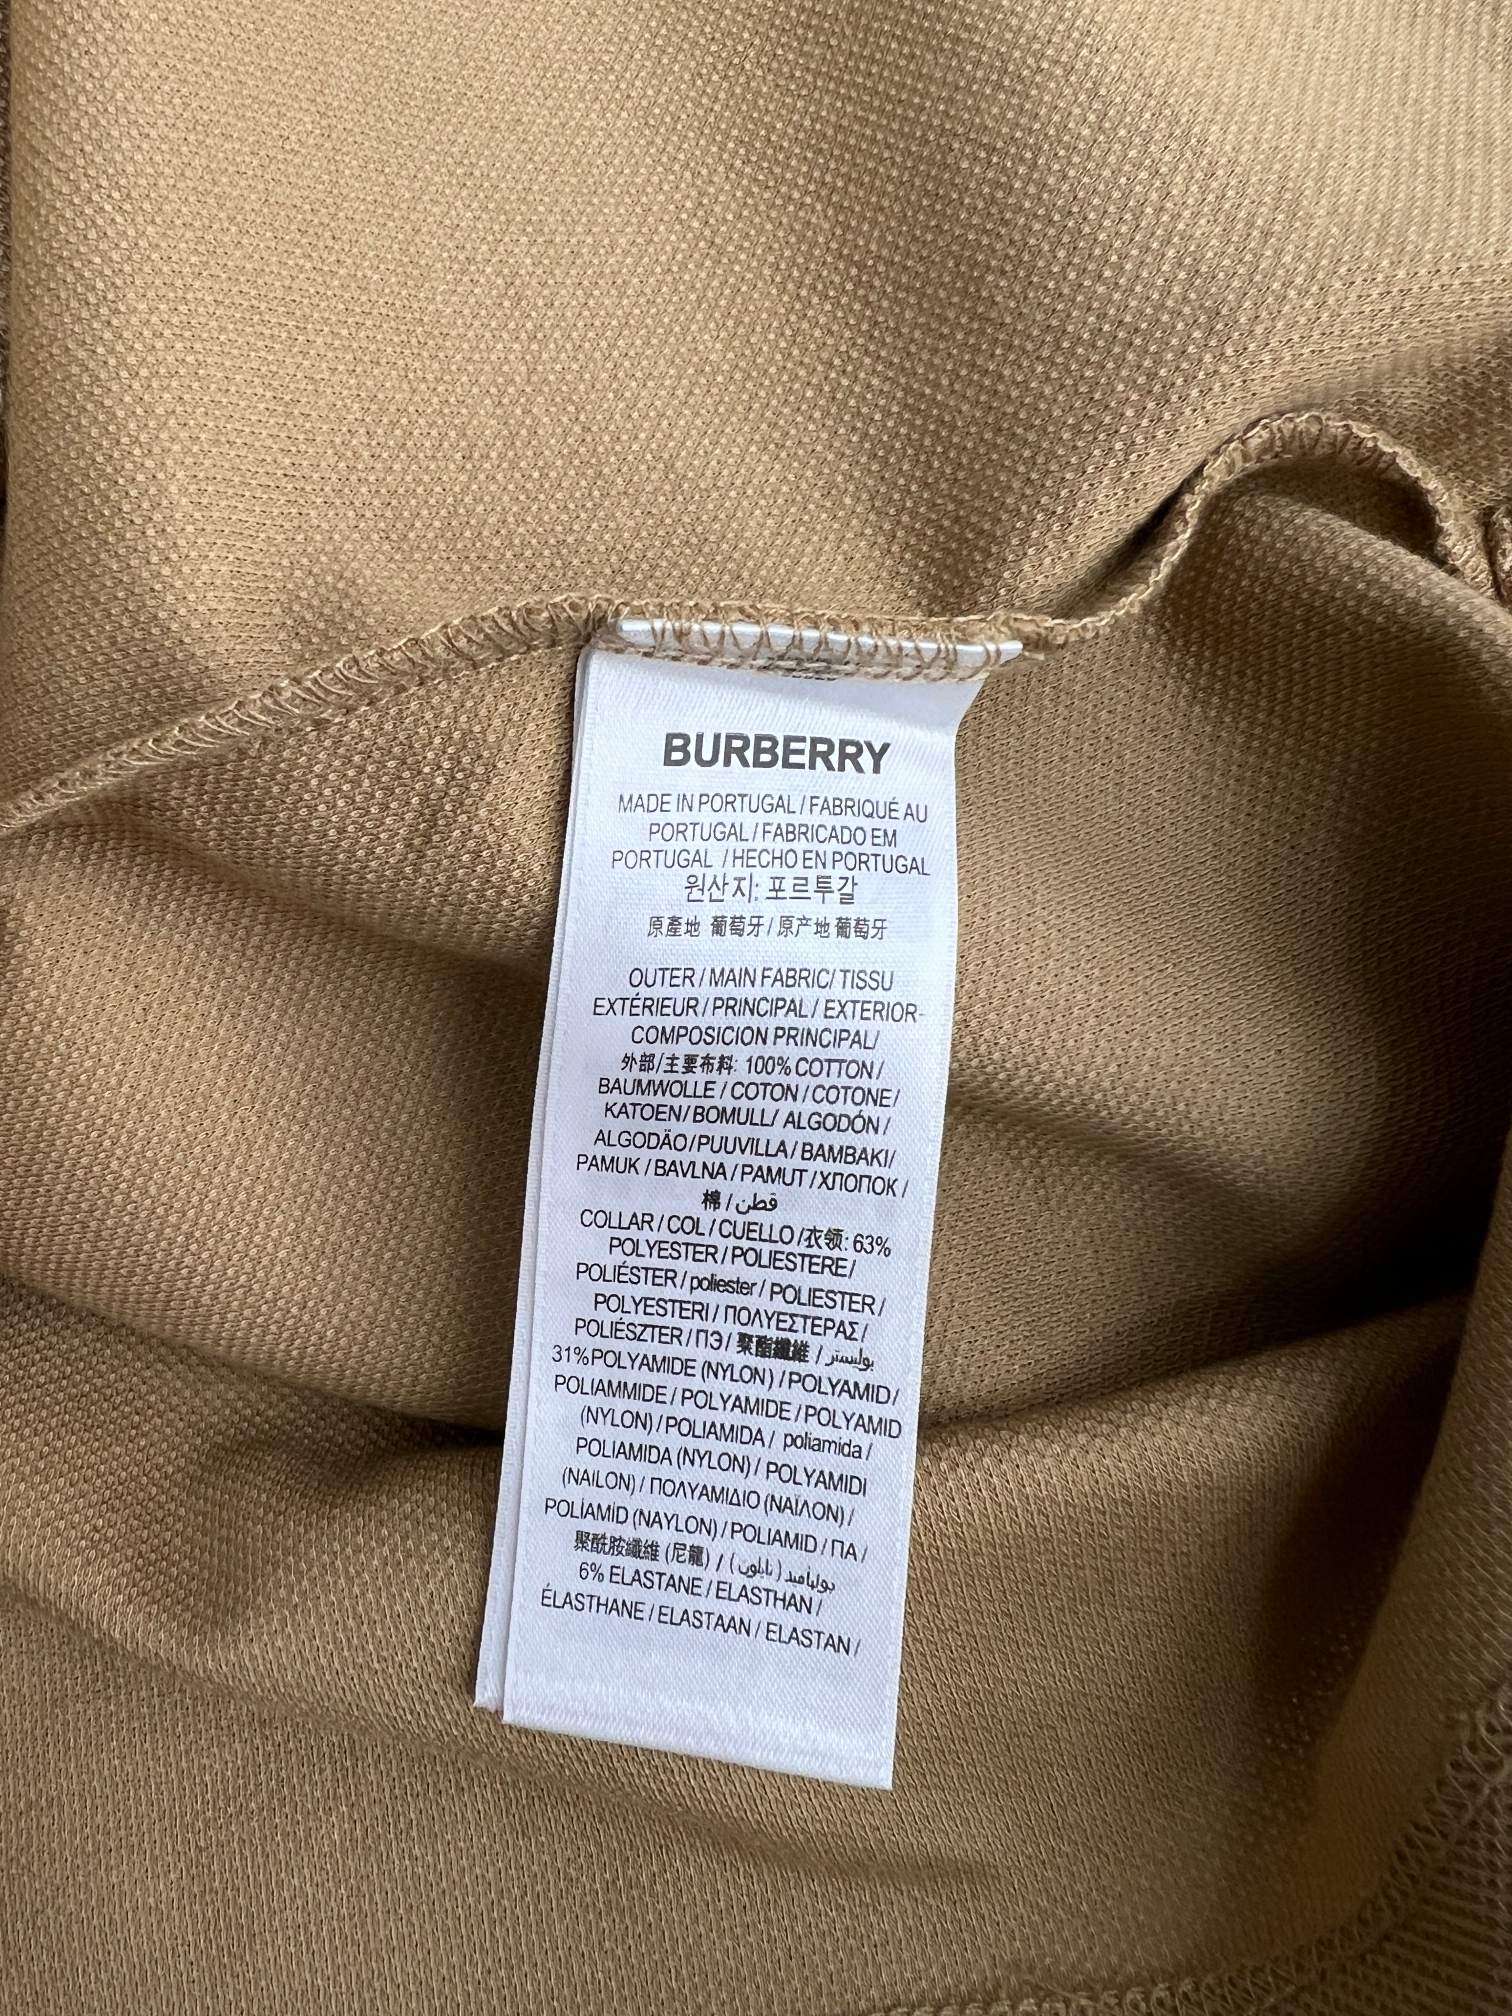 BURBERRY
MADE IN PORTUGAL / FABRIQUÉ AU
PORTUGAL / FABRICADO EM
PORTUGAL / HECHO EN PORTUGAL
원산지: 포르투갈
原產地 葡萄牙 / 原产地 葡萄牙
OUTER / MAIN FABRIC/ TISSU
EXTÉRIEUR / PRINCIPAL / EXTERIOR-
COMPOSICION PRINCIPAL/
外部/主要布料: 100% COTTON /
BAUMWOLLE / COTON / COTONE /
KATOEN / BOMULL/ ALGODÓN /
ALGODÃO / PUUVILLA / BAMBAKI/
PAMUK / BAVLNA / PAMUT /ХЛОПОК /
棉 / قطن
COLLAR / COL / CUELLO /衣领: 63%
POLYESTER / POLIESTERE /
POLIÉSTER / poliester / POLIESTER /
POLYESTERI / ΠΟΛΥΕΣΤΕΡΑΣ /
POLIÉSZTER / ПЭ / 聚酯纖維 / بوليستر
31% POLYAMIDE (NYLON) / POLYAMID /
POLIAMMIDE / POLYAMIDE / POLYAMID
(NYLON) / POLIAMIDA / poliamida /
POLIAMIDA (NYLON) / POLYAMIDI
(NAILON) / ΠΟΛΥΑΜΙΔΙΟ (ΝΑΪΛΟΝ) /
POLİAMİD (NAYLON) / POLIAMID / ПА /
聚酰胺纖維 (尼龍) / بولياميد (نايلون)
6% ELASTANE / ELASTHAN /
ÉLASTHANE / ELASTAAN / ELASTAN /